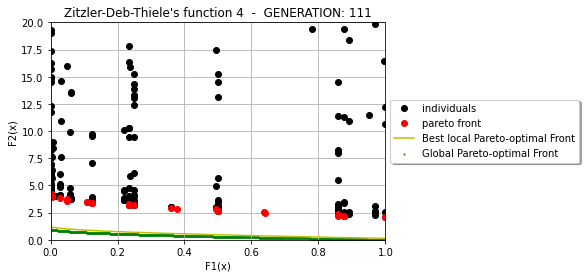 Zitzler-Deb-Thiele's function 4  -  GENERATION: 111
20.0
17.5
15.0
12.5
10.0
7.5
5.0
2.5
0.0
F2(x)
0.0 0.2 0.4 0.6 0.8 1.0
F1(x)
individuals
pareto front
Best local Pareto-optimal Front
Global Pareto-optimal Front